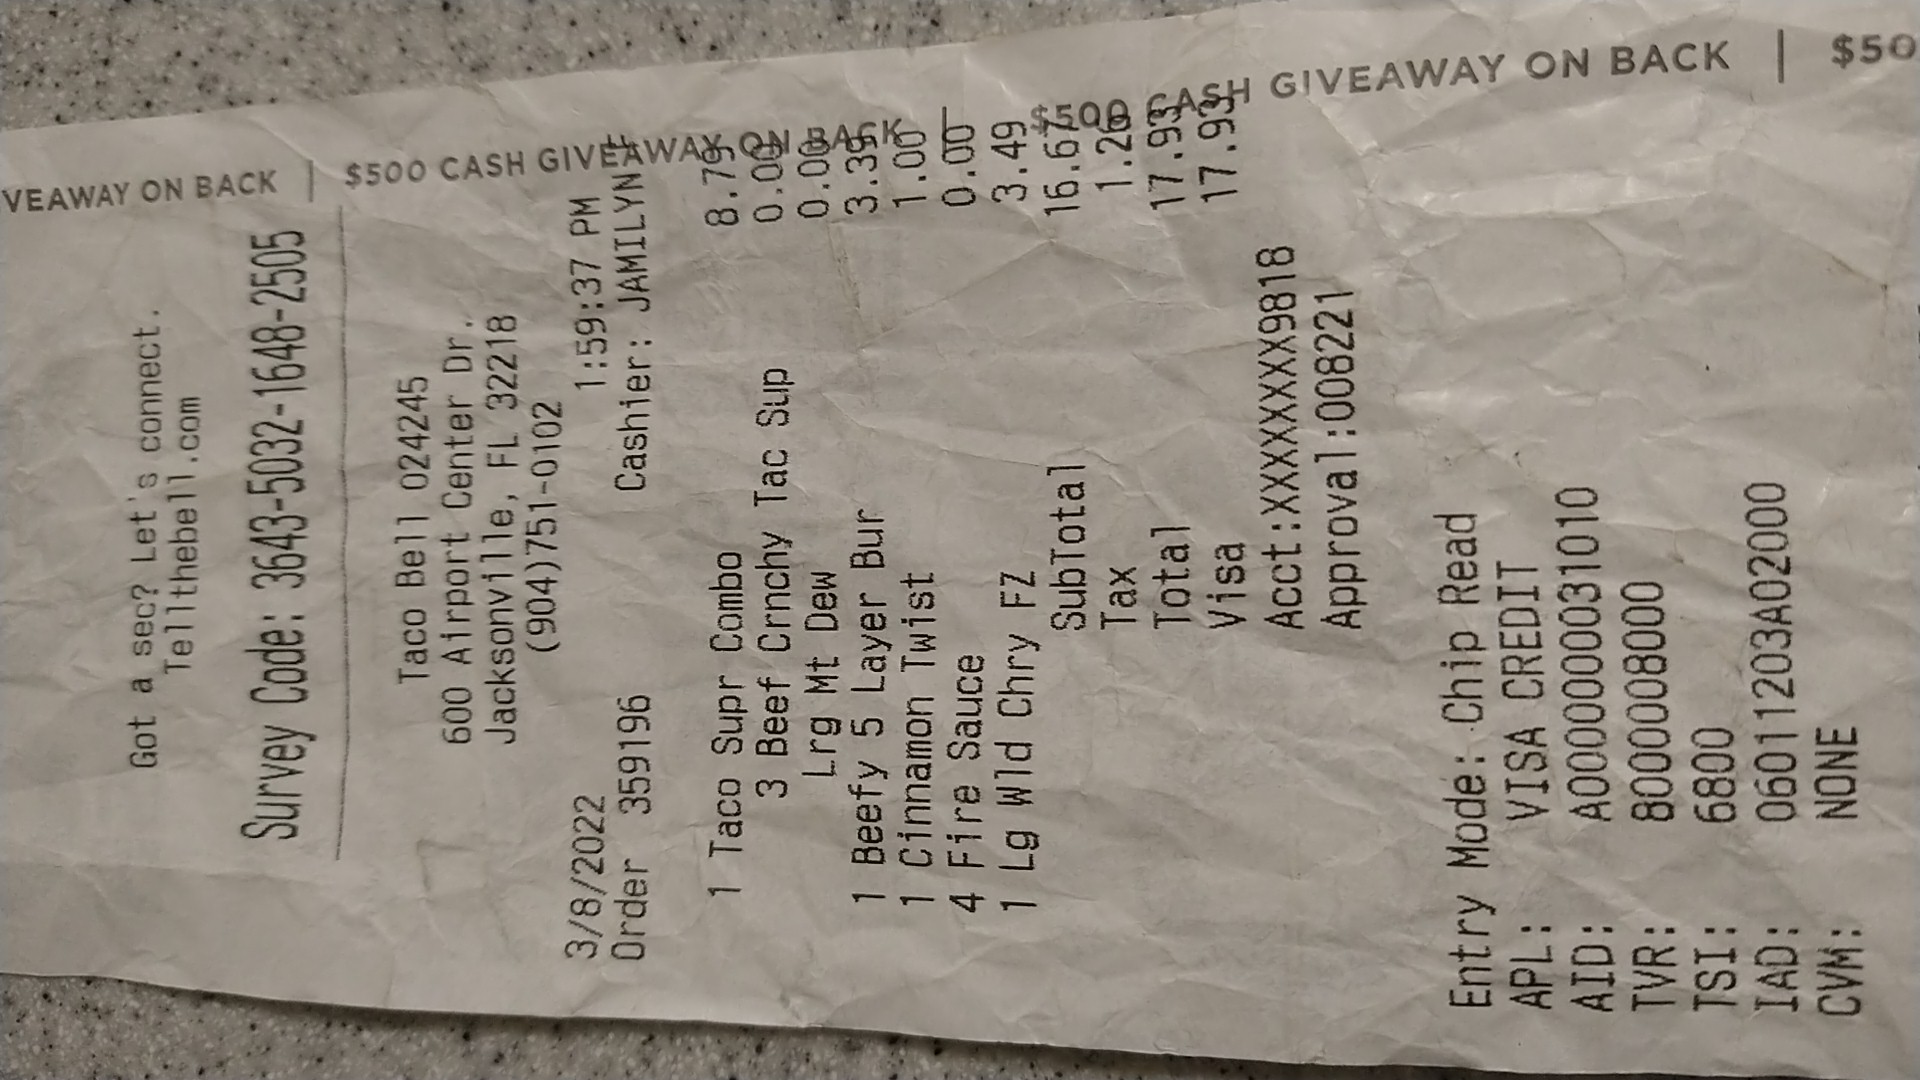 VEAWAY ON BACK | $500 CASH GIVEAWAY ON BACK | $500 CASH GIVEAWAY ON BACK | $50
Got a sec? Let's connect.
Tellthebell.com
Survey Code: 3643-5032-1648-2505
Taco Bell 024245
600 Airport Center Dr.
Jacksonville, FL 32218
(904)751-0102
3/8/2022 1:59:37 PM
Order 359196 Cashier: JAMILYN
1 Taco Supr Combo 8.79
3 Beef Crnchy Tac Sup 0.00
Lrg Mt Dew 0.00
1 Beefy 5 Layer Bur 3.39
1 Cinnamon Twist 1.00
4 Fire Sauce 0.00
1 Lg Wld Chry FZ 3.49
SubTotal 16.67
Tax 1.26
Total 17.93
Visa 17.93
Acct:XXXXXXXX9818
Approval:008221
Entry Mode: Chip Read
APL: VISA CREDIT
AID: A0000000031010
TVR: 8000008000
TSI: 6800
IAD: 06011203A02000
CVM: NONE